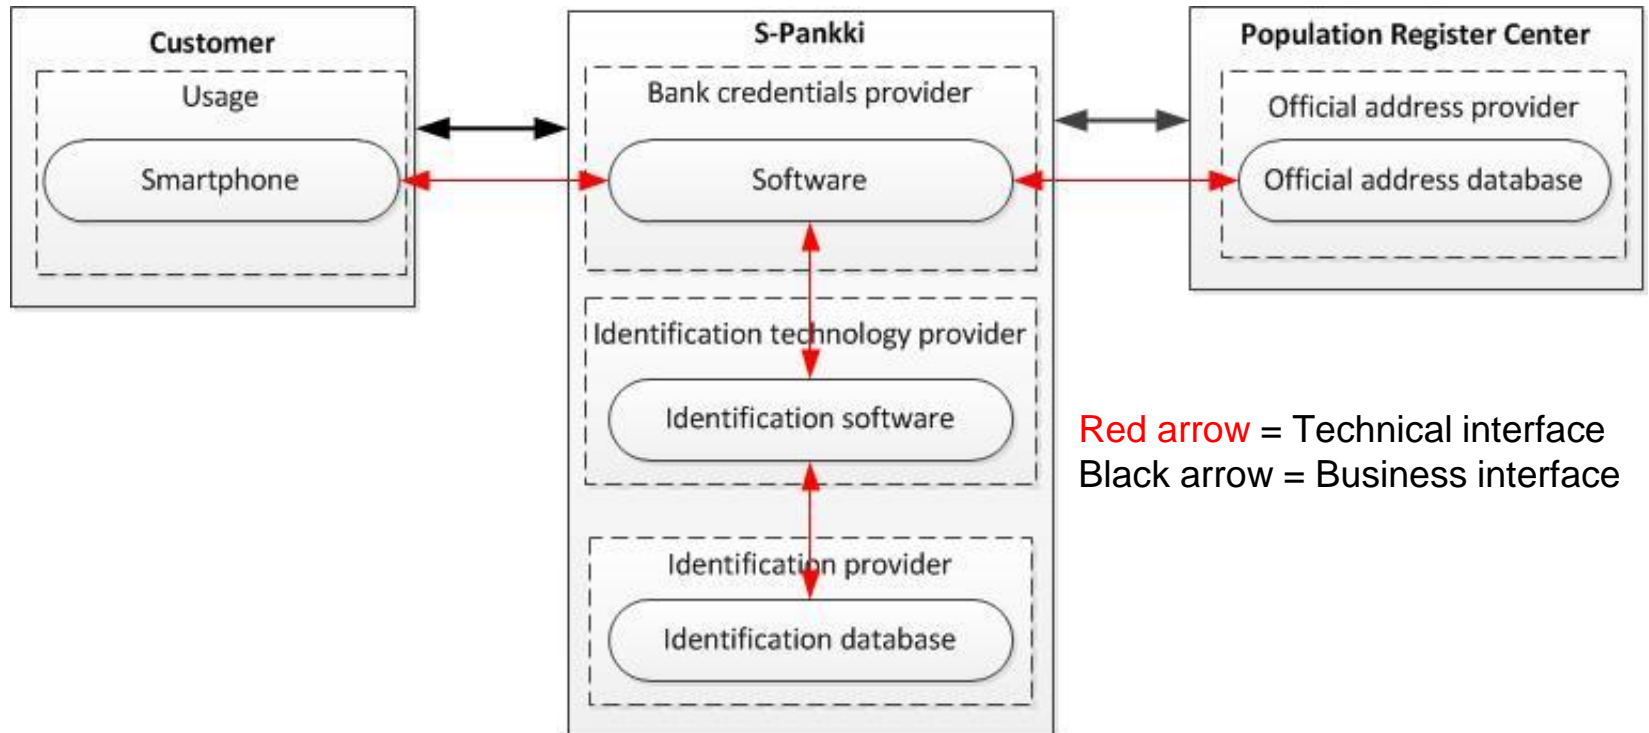 Customer
Usage
Smartphone
S-Pankki
Bank credentials provider
Software
Identification technology provider
Identification software
Identification provider
Identification database
Population Register Center
Official address provider
Official address database
Red arrow = Technical interface
Black arrow = Business interface